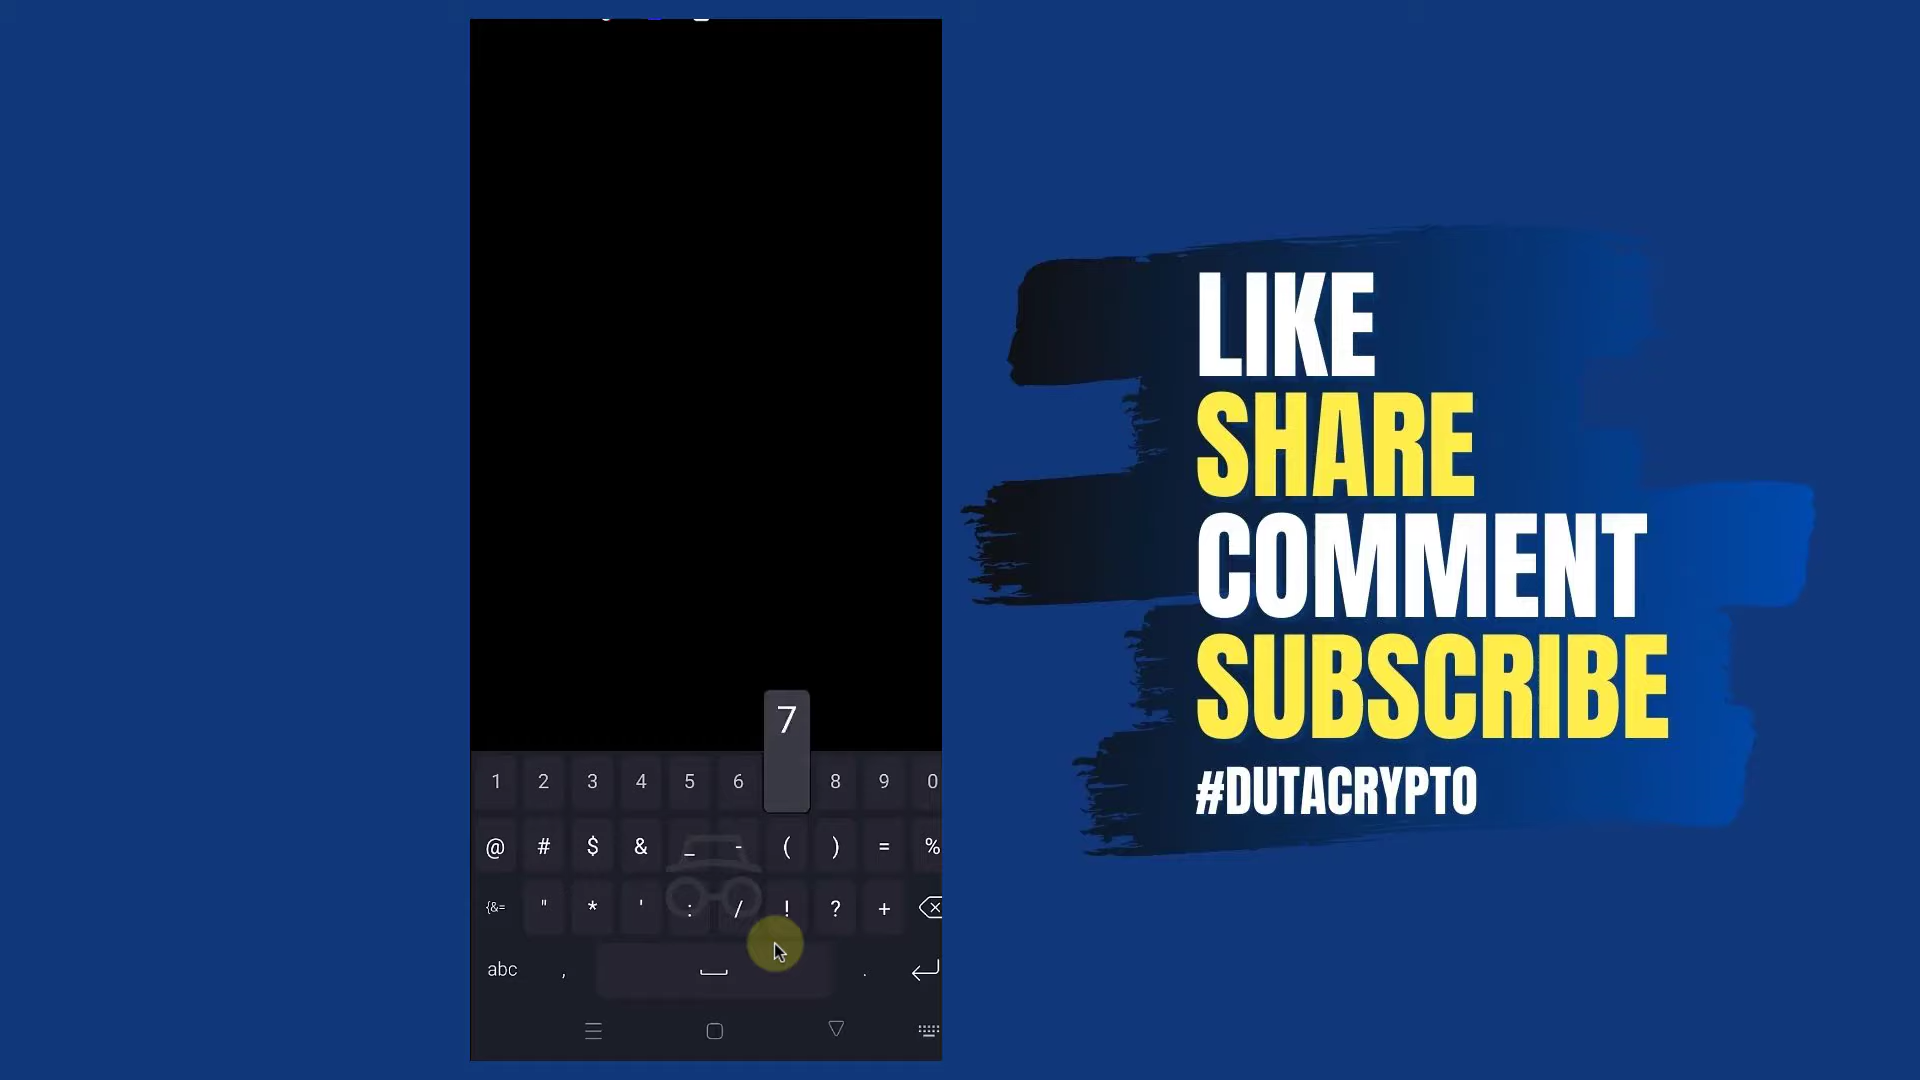 7
1 2 3 4 5 6 8 9 0
@ # $ & _ - ( ) = %
{&= " * ' : / ! ? +
abc , .
LIKE
SHARE
COMMENT
SUBSCRIBE
#DUTACRYPTO